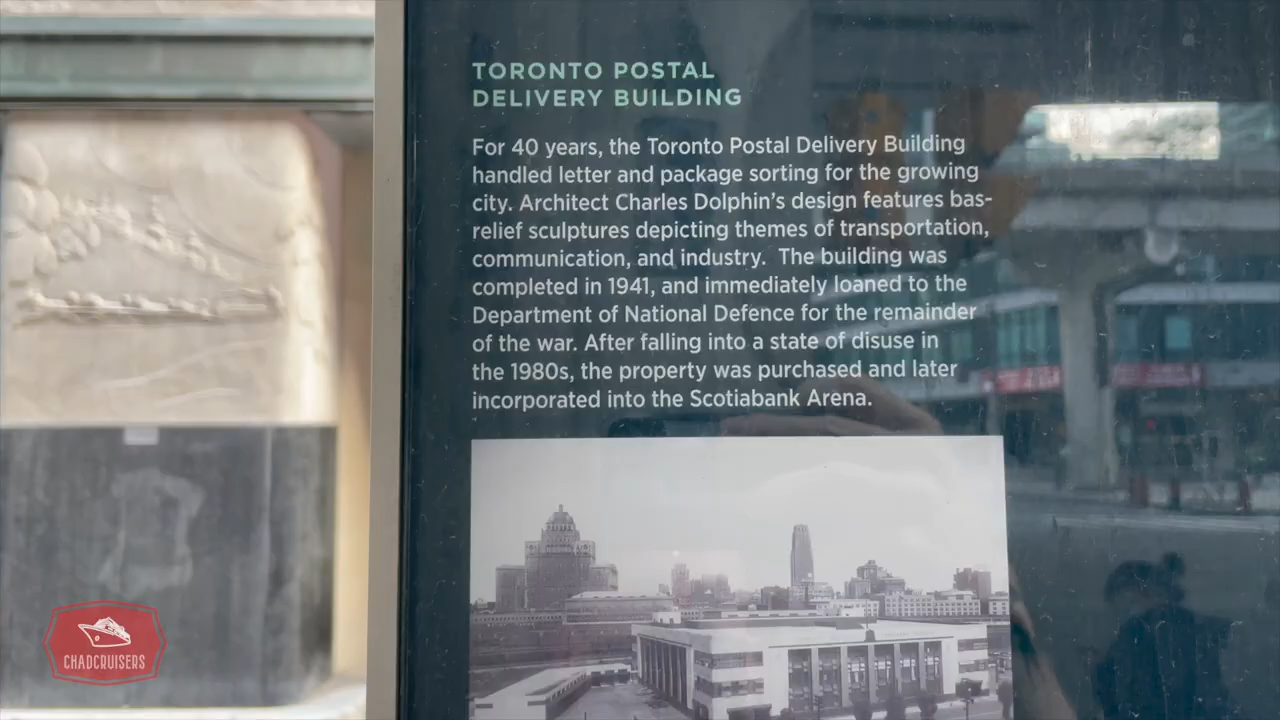 TORONTO POSTAL
DELIVERY BUILDING
For 40 years, the Toronto Postal Delivery Building
handled letter and package sorting for the growing
city. Architect Charles Dolphin's design features bas-
relief sculptures depicting themes of transportation,
communication, and industry.  The building was
completed in 1941, and immediately loaned to the
Department of National Defence for the remainder
of the war. After falling into a state of disuse in
the 1980s, the property was purchased and later
incorporated into the Scotiabank Arena.
CHADCRUISERS